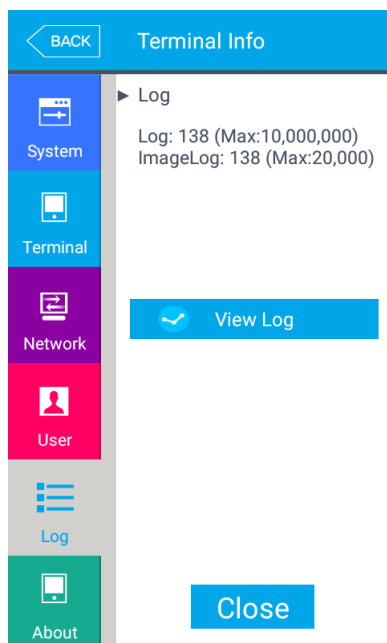 BACK
Terminal Info
System
Terminal
Network
User
Log
About
► Log
Log: 138 (Max:10,000,000)
ImageLog: 138 (Max:20,000)
View Log
Close